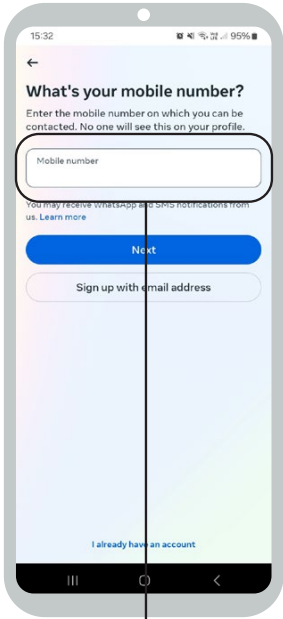 15:32
95%
What's your mobile number?
Enter the mobile number on which you can be
contacted. No one will see this on your profile.
Mobile number
You may receive WhatsApp and SMS notifications from
us. Learn more
Next
Sign up with email address
I already have an account